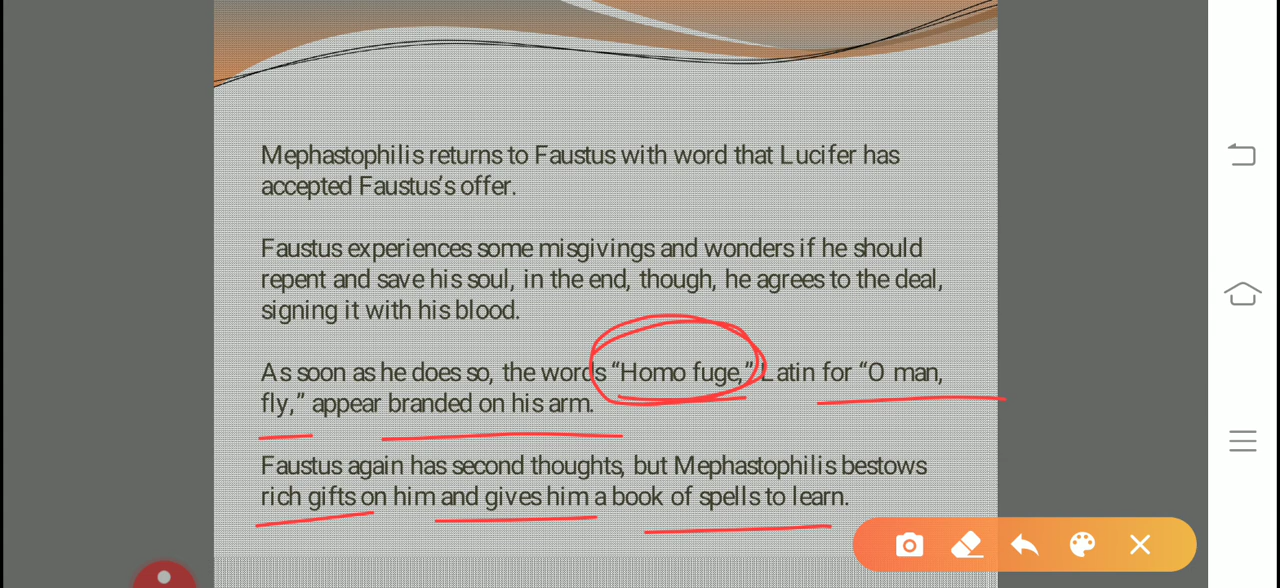 Mephastophilis returns to Faustus with word that Lucifer has
accepted Faustus's offer.
Faustus experiences some misgivings and wonders if he should
repent and save his soul, in the end, though, he agrees to the deal,
signing it with his blood.
As soon as he does so, the words “Homo fuge,” Latin for “O man,
fly,” appear branded on his arm.
Faustus again has second thoughts, but Mephastophilis bestows
rich gifts on him and gives him a book of spells to learn.